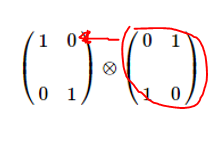 ( 1 0 ) ⊗ ( 0 1 )
( 0 1 ) ( 1 0 )